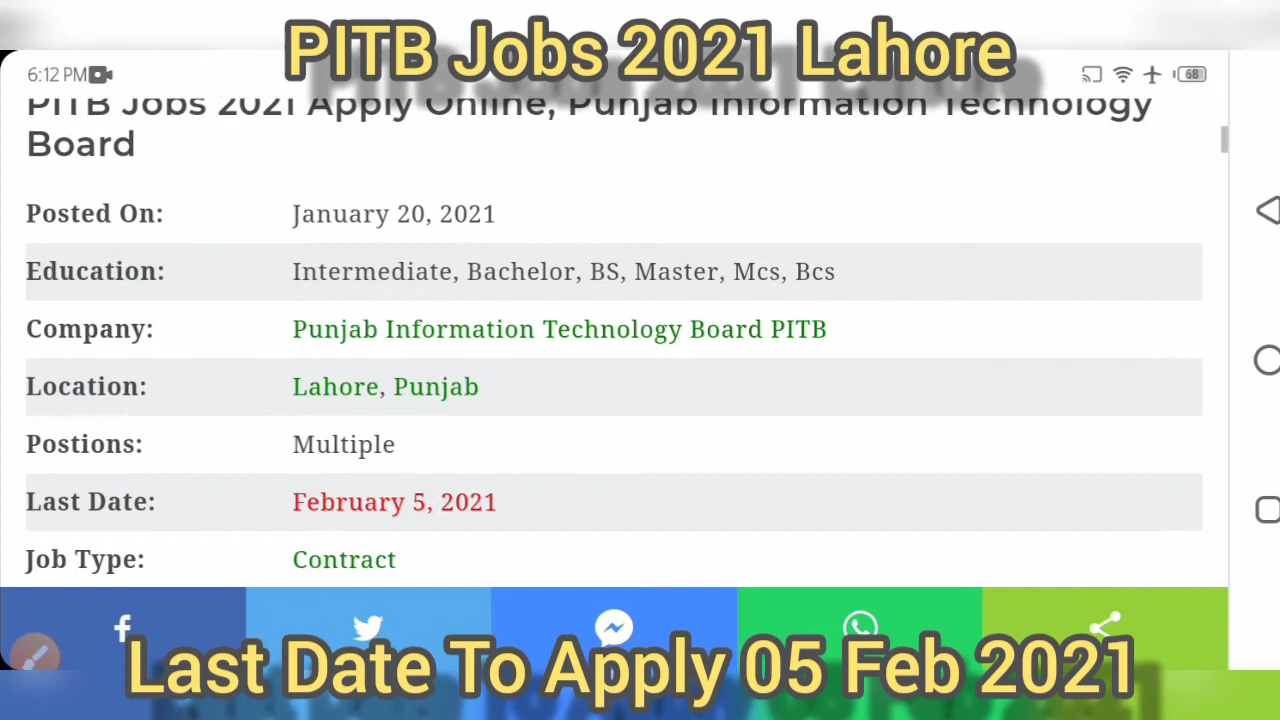 PITB Jobs 2021 Lahore
6:12 PM
68
PITB Jobs 2021 Apply Online, Punjab Information Technology
Board
Posted On: January 20, 2021
Education: Intermediate, Bachelor, BS, Master, Mcs, Bcs
Company: Punjab Information Technology Board PITB
Location: Lahore, Punjab
Postions: Multiple
Last Date: February 5, 2021
Job Type: Contract
Last Date To Apply 05 Feb 2021